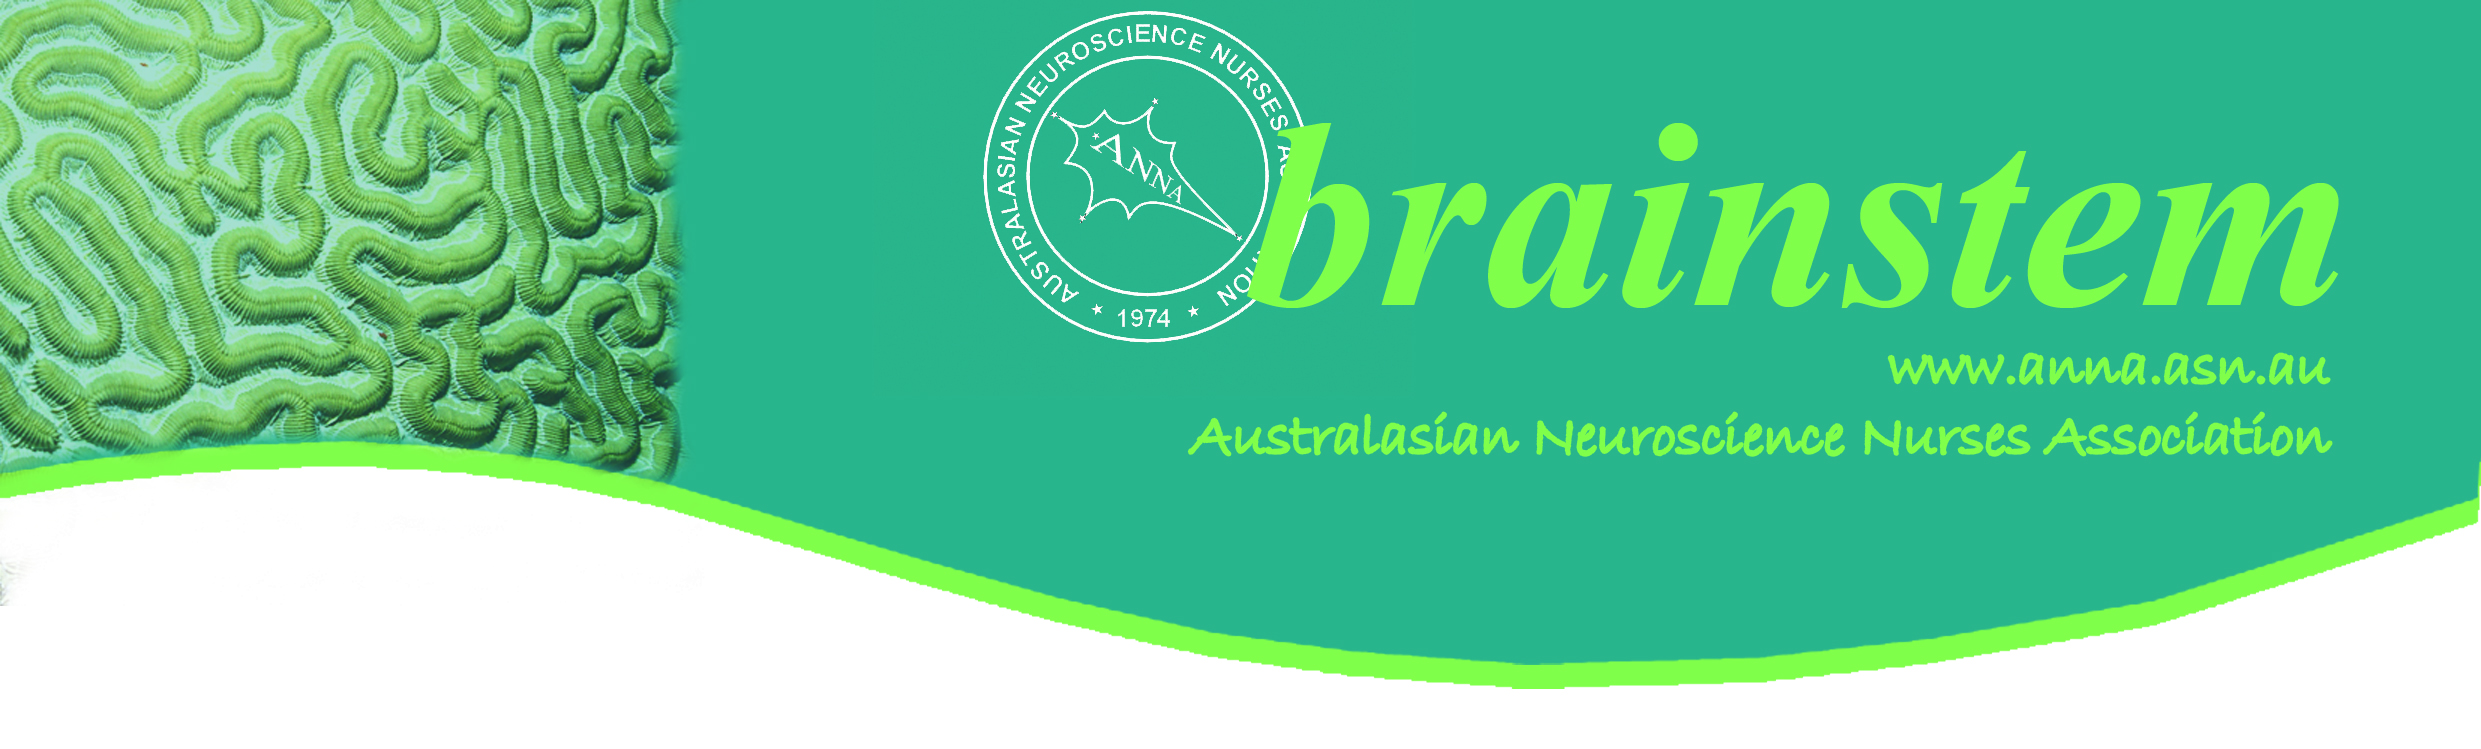 AUSTRALASIAN NEUROSCIENCE NURSES
ANNA
1974
brainstem
www.anna.asn.au
Australasian Neuroscience Nurses Association